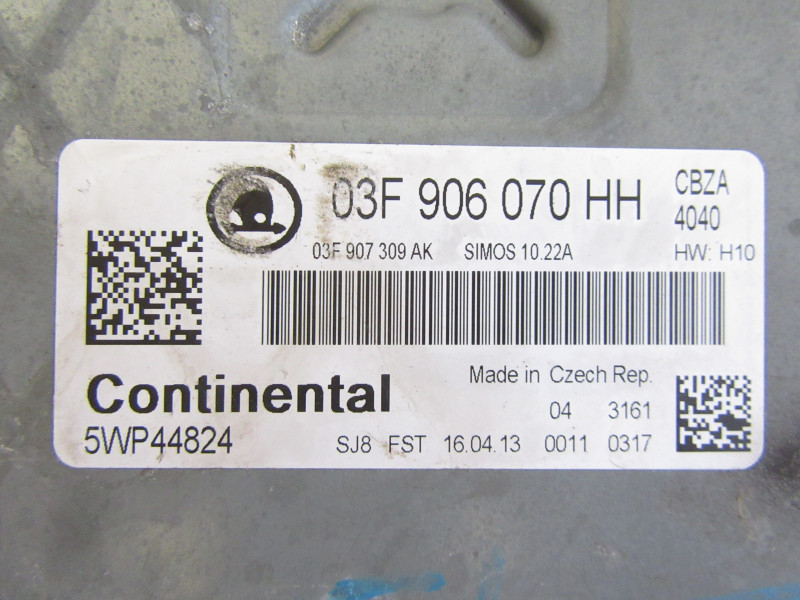 03F 906 070 HH CBZA
4040
03F 907 309 AK SIMOS 10.22A HW: H10
Continental Made in Czech Rep.
04 3161
5WP44824 SJ8 FST 16.04.13 0011 0317